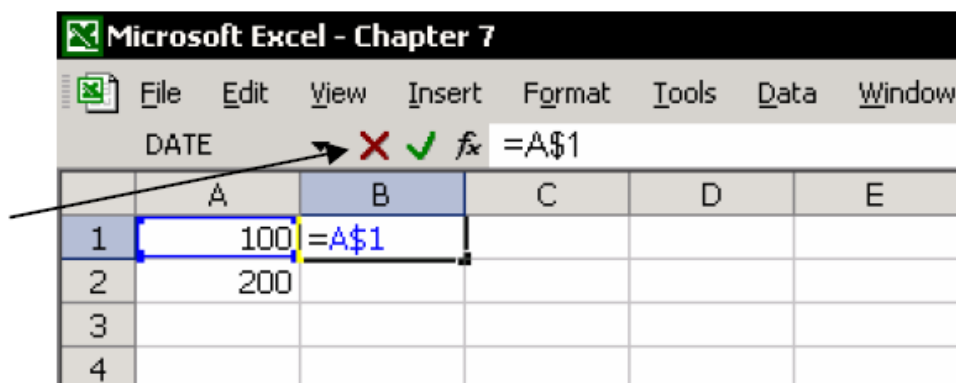 Microsoft Excel - Chapter 7
File Edit View Insert Format Tools Data Window
DATE fx =A$1
A B C D E
1 100 =A$1
2 200
3
4